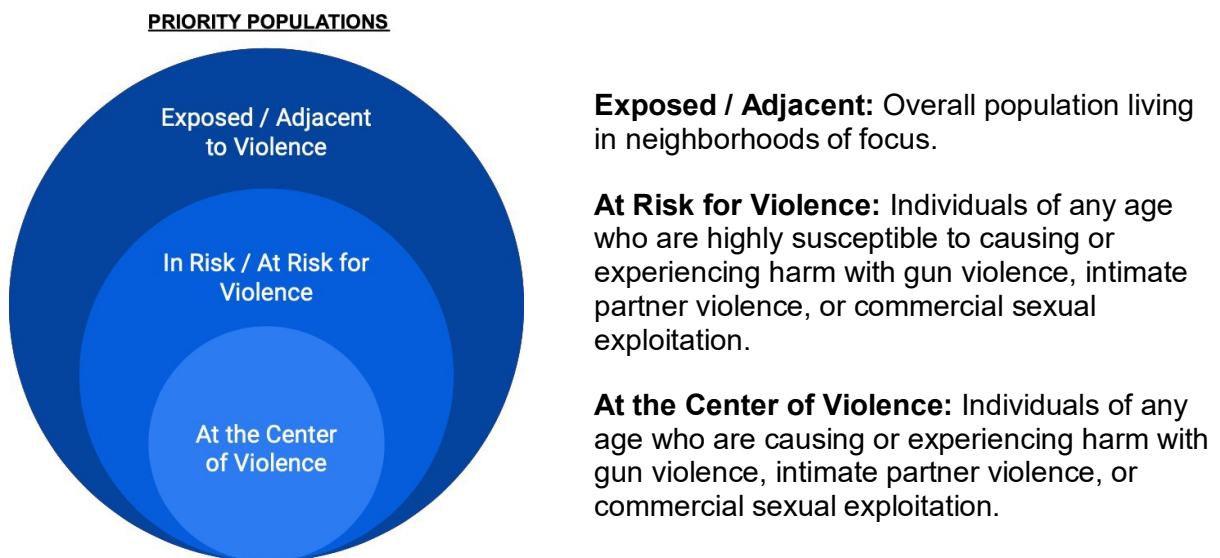 PRIORITY POPULATIONS
Exposed / Adjacent
to Violence
In Risk / At Risk for
Violence
At the Center
of Violence
Exposed / Adjacent: Overall population living
in neighborhoods of focus.
At Risk for Violence: Individuals of any age
who are highly susceptible to causing or
experiencing harm with gun violence, intimate
partner violence, or commercial sexual
exploitation.
At the Center of Violence: Individuals of any
age who are causing or experiencing harm with
gun violence, intimate partner violence, or
commercial sexual exploitation.